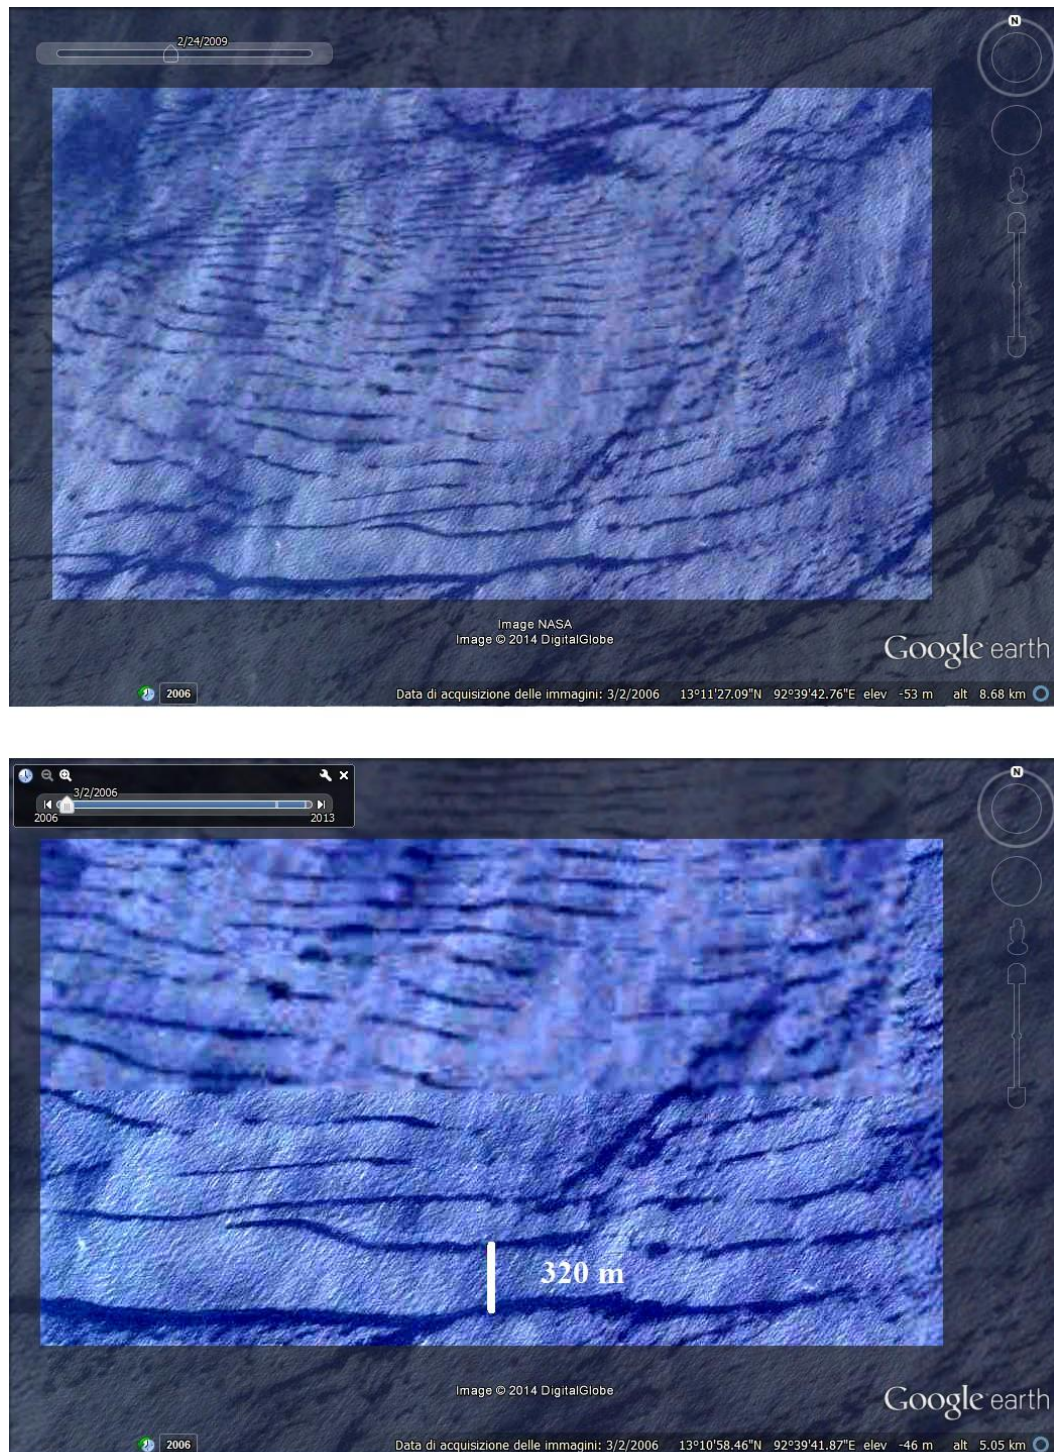 2/24/2009
N
Image NASA
Image © 2014 DigitalGlobe
Google earth
2006
Data di acquisizione delle immagini: 3/2/2006 13°11'27.09"N 92°39'42.76"E elev -53 m alt 8.68 km
3/2/2006
2006 2013
N
320 m
Image © 2014 DigitalGlobe
Google earth
2006
Data di acquisizione delle immagini: 3/2/2006 13°10'58.46"N 92°39'41.87"E elev -46 m alt 5.05 km